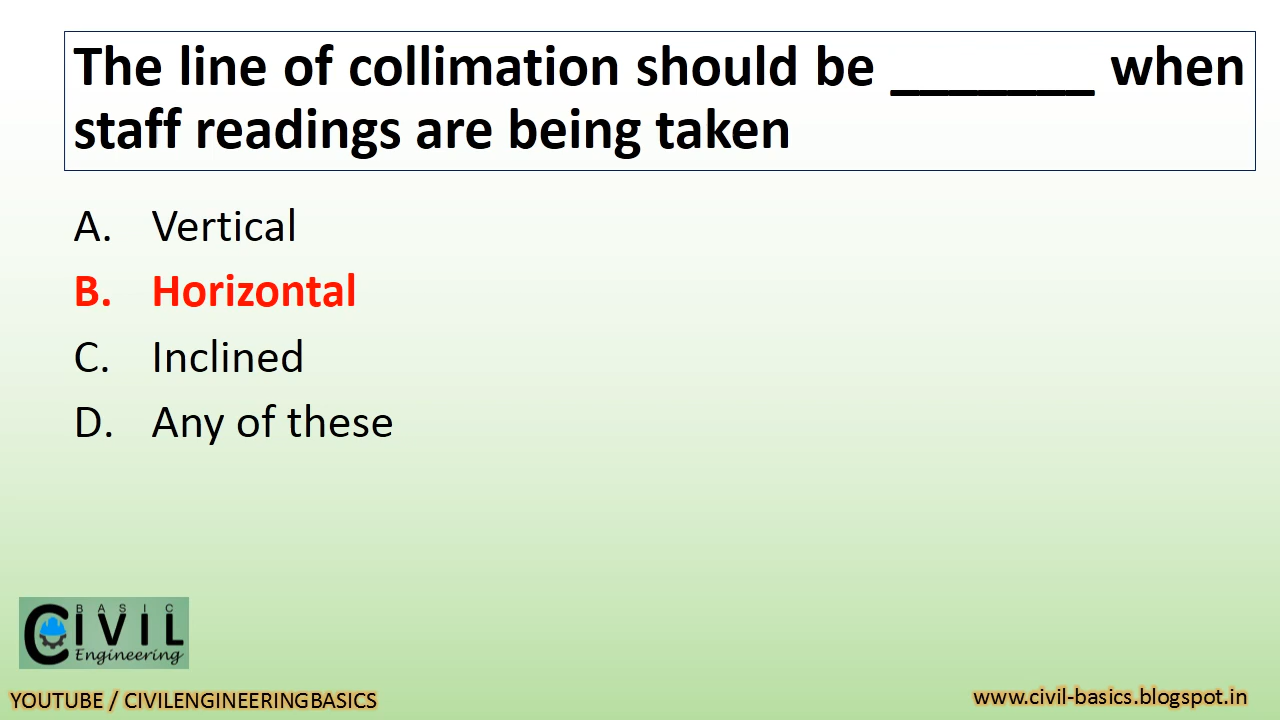 The line of collimation should be _______ when
staff readings are being taken
A. Vertical
B. Horizontal
C. Inclined
D. Any of these
BASIC
CIVIL
Engineering
YOUTUBE / CIVILENGINEERINGBASICS
www.civil-basics.blogspot.in